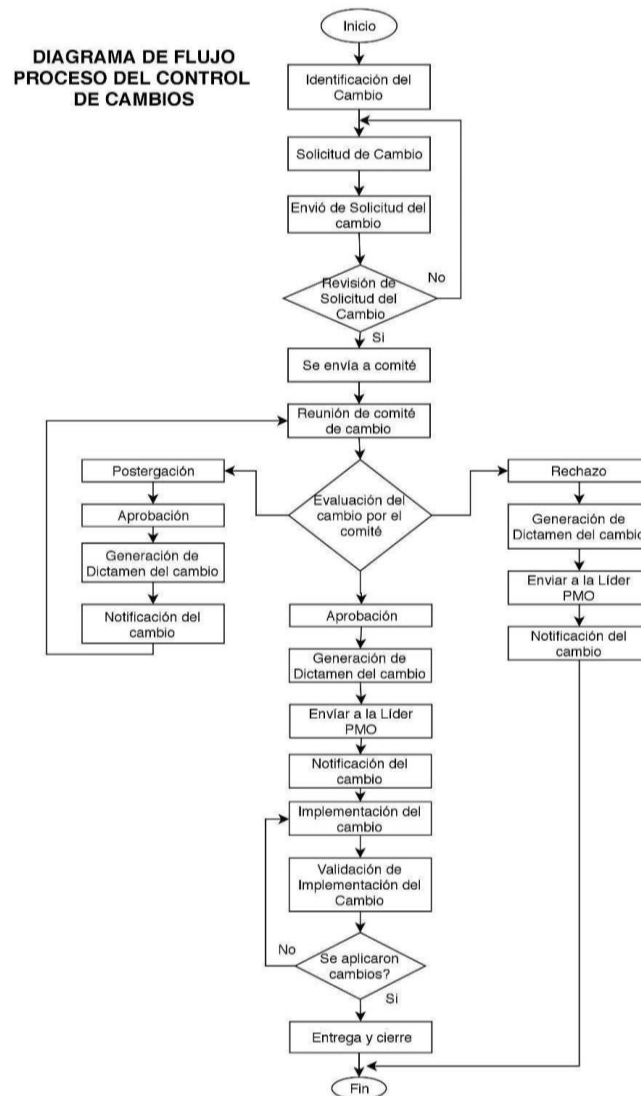 Inicio
DIAGRAMA DE FLUJO
PROCESO DEL CONTROL
DE CAMBIOS
Identificación del
Cambio
Solicitud de Cambio
Envió de Solicitud del
cambio
Revisión de
Solicitud del
Cambio
No
Si
Se envía a comité
Reunión de comité
de cambio
Evaluación del
cambio por el
comité
Postergación
Aprobación
Generación de
Dictamen del cambio
Notificación del
cambio
Rechazo
Generación de
Dictamen del cambio
Enviar a la Líder
PMO
Notificación del
cambio
Aprobación
Generación de
Dictamen del cambio
Envíar a la Líder
PMO
Notificación del
cambio
Implementación del
cambio
Validación de
Implementación del
Cambio
Se aplicaron
cambios?
No
Si
Entrega y cierre
Fin